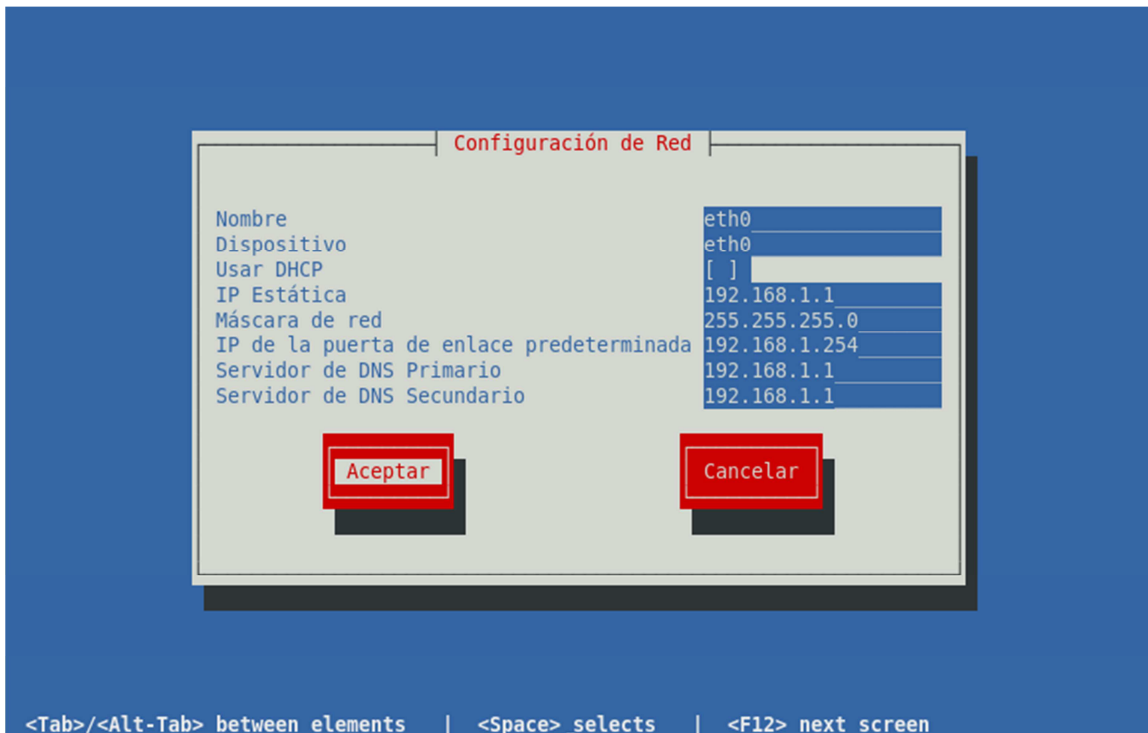 Configuración de Red
Nombre eth0
Dispositivo eth0
Usar DHCP [ ]
IP Estática 192.168.1.1
Máscara de red 255.255.255.0
IP de la puerta de enlace predeterminada 192.168.1.254
Servidor de DNS Primario 192.168.1.1
Servidor de DNS Secundario 192.168.1.1
Aceptar Cancelar
<Tab>/<Alt-Tab> between elements | <Space> selects | <F12> next screen